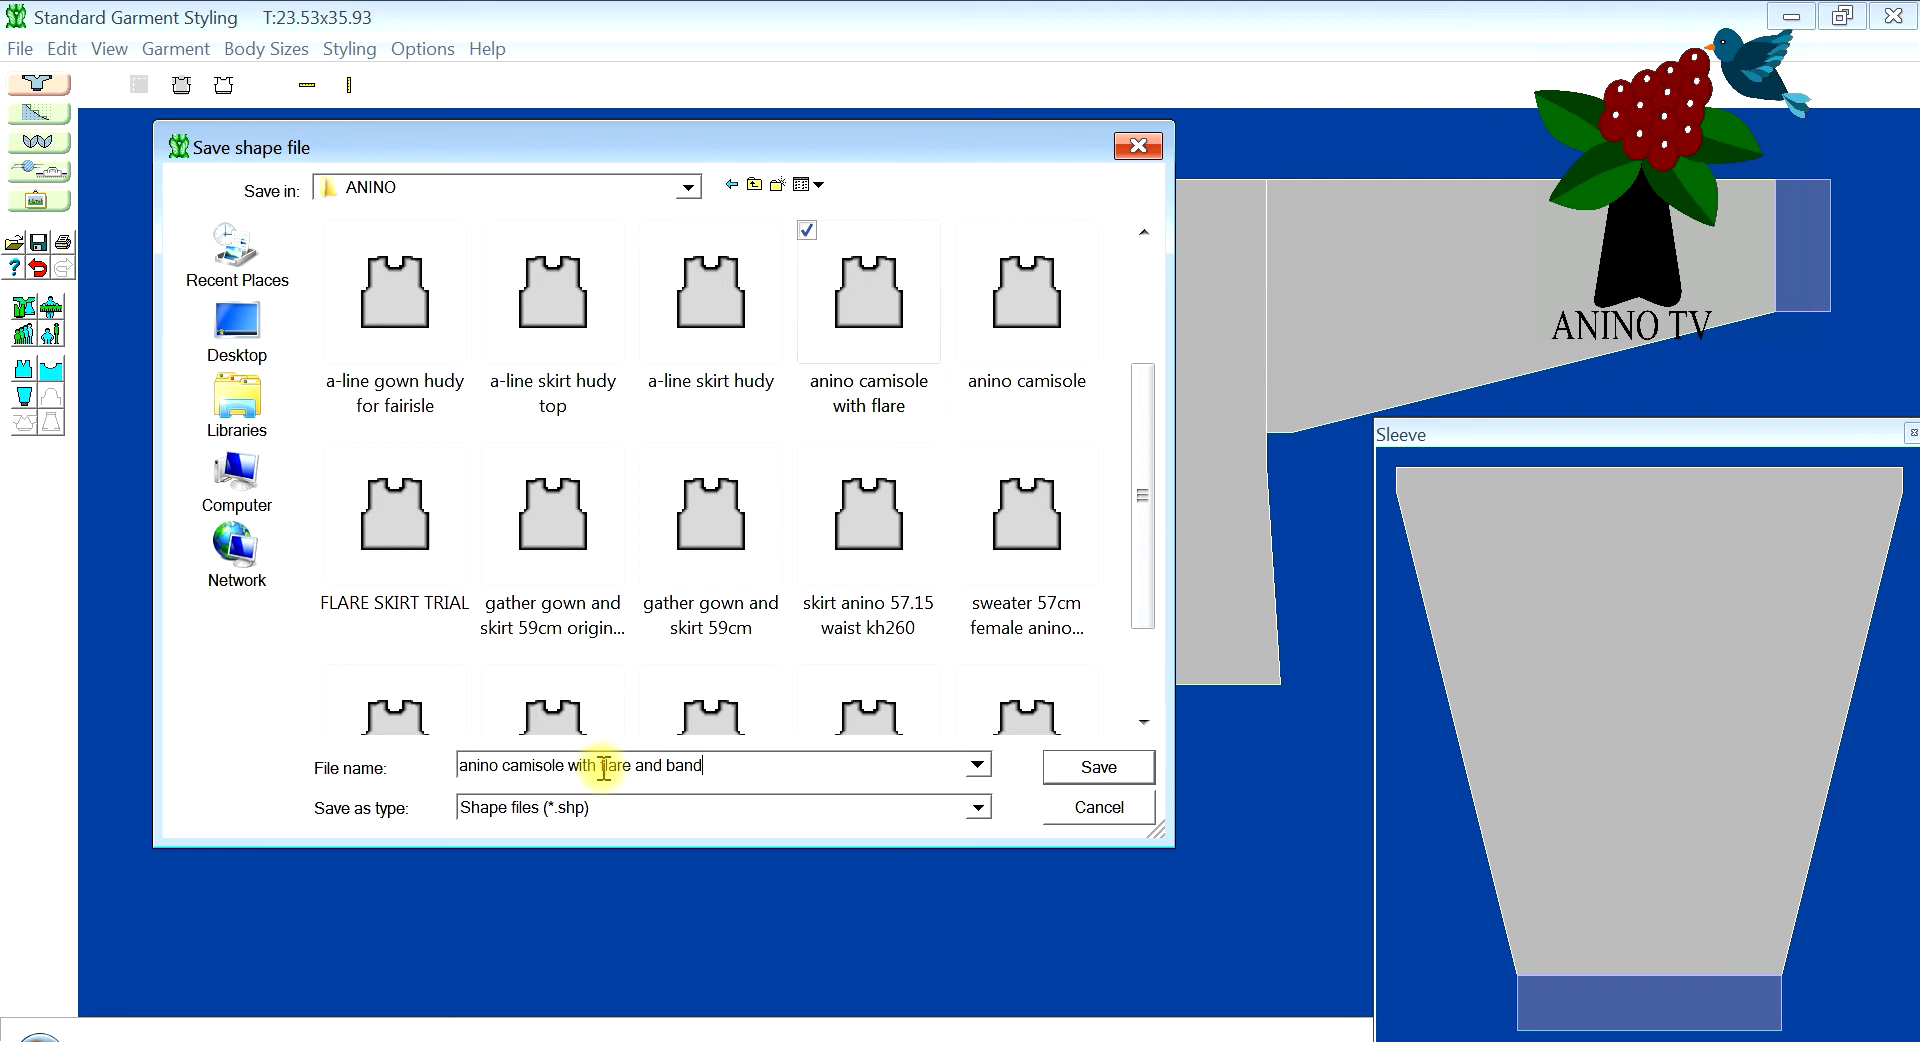 Standard Garment Styling T:23.53x35.93
File Edit View Garment Body Sizes Styling Options Help
Save shape file
Save in: ANINO
Recent Places
Desktop
Libraries
Computer
Network
a-line gown hudy
for fairisle
a-line skirt hudy
top
a-line skirt hudy
anino camisole
with flare
anino camisole
FLARE SKIRT TRIAL
gather gown and
skirt 59cm origin...
gather gown and
skirt 59cm
skirt anino 57.15
waist kh260
sweater 57cm
female anino...
File name: anino camisole with flare and band
Save
Save as type: Shape files (*.shp)
Cancel
ANINO TV
Sleeve